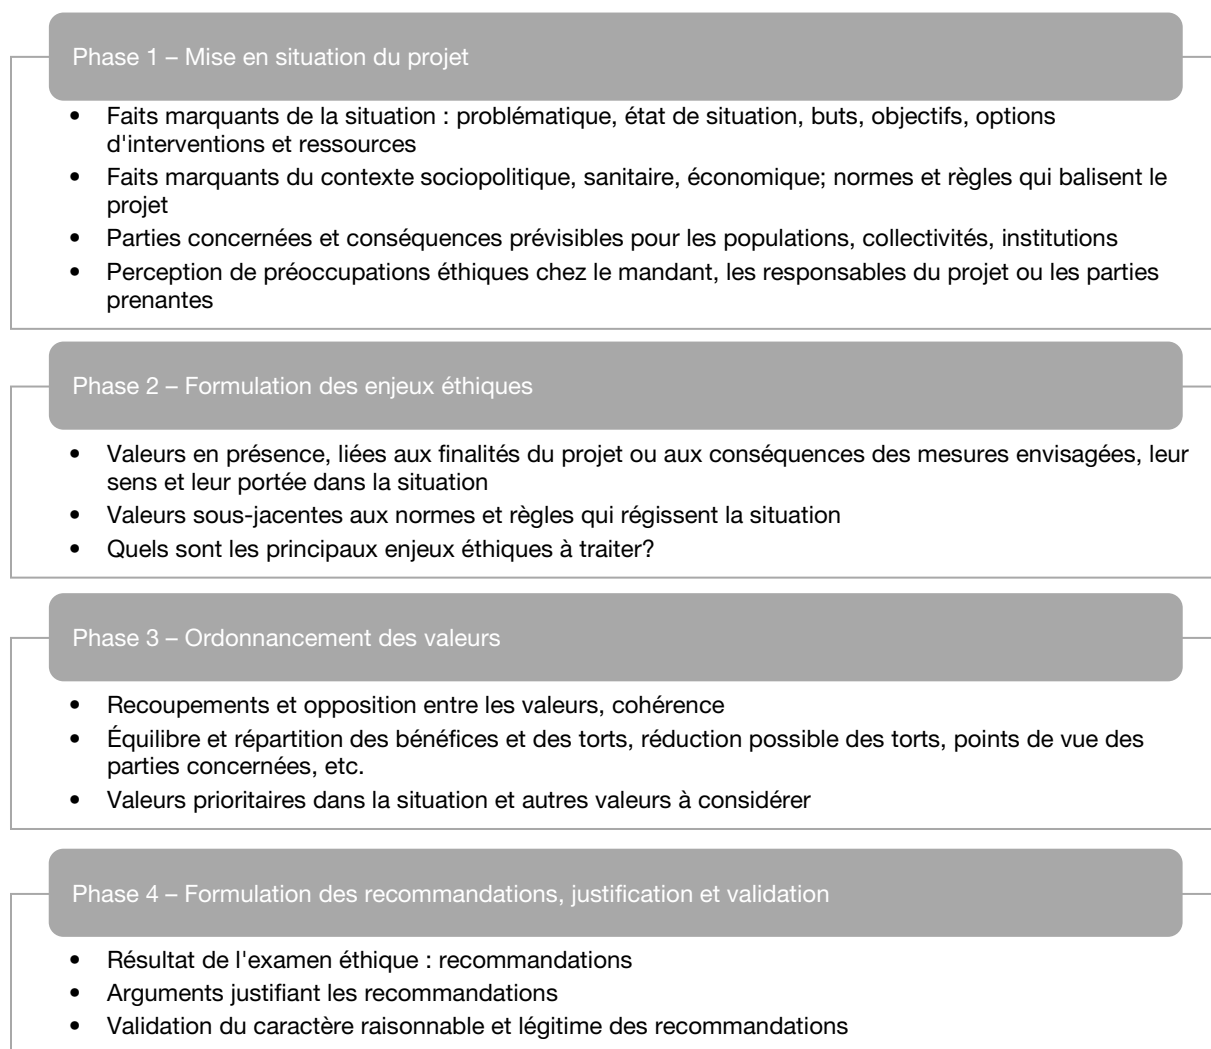 Phase 1 – Mise en situation du projet
• Faits marquants de la situation : problématique, état de situation, buts, objectifs, options
d'interventions et ressources
• Faits marquants du contexte sociopolitique, sanitaire, économique; normes et règles qui balisent le
projet
• Parties concernées et conséquences prévisibles pour les populations, collectivités, institutions
• Perception de préoccupations éthiques chez le mandant, les responsables du projet ou les parties
prenantes
Phase 2 – Formulation des enjeux éthiques
• Valeurs en présence, liées aux finalités du projet ou aux conséquences des mesures envisagées, leur
sens et leur portée dans la situation
• Valeurs sous-jacentes aux normes et règles qui régissent la situation
• Quels sont les principaux enjeux éthiques à traiter?
Phase 3 – Ordonnancement des valeurs
• Recoupements et opposition entre les valeurs, cohérence
• Équilibre et répartition des bénéfices et des torts, réduction possible des torts, points de vue des
parties concernées, etc.
• Valeurs prioritaires dans la situation et autres valeurs à considérer
Phase 4 – Formulation des recommandations, justification et validation
• Résultat de l'examen éthique : recommandations
• Arguments justifiant les recommandations
• Validation du caractère raisonnable et légitime des recommandations